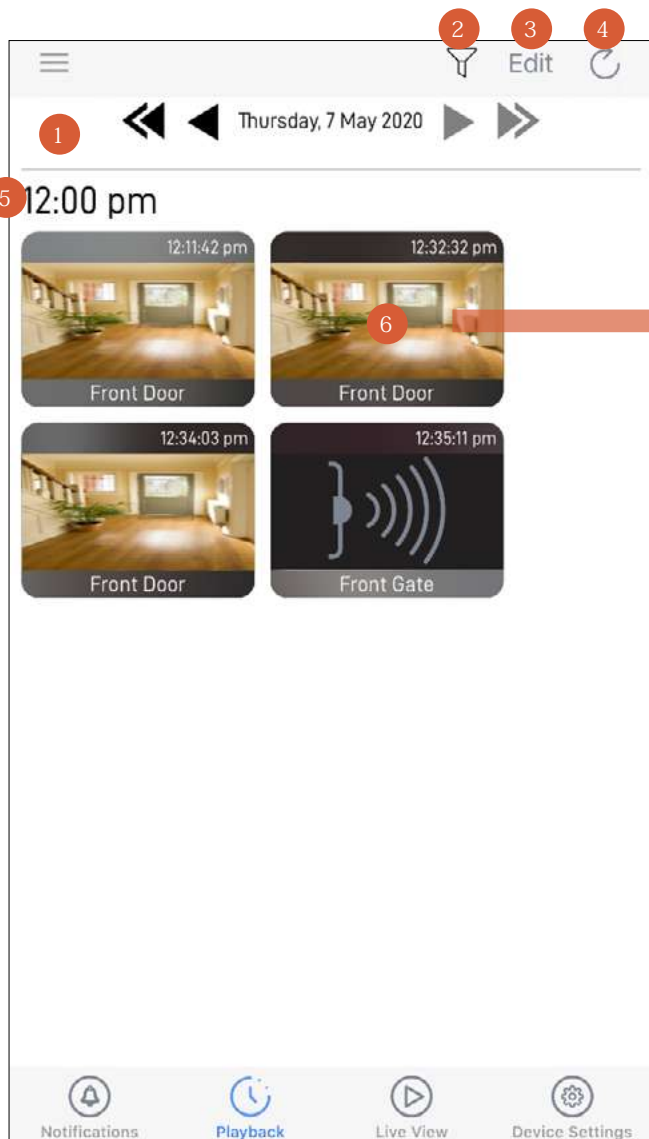 2 3 4
Edit
1 Thursday, 7 May 2020
5 12:00 pm
12:11:42 pm 12:32:32 pm
6
Front Door Front Door
12:34:03 pm 12:35:11 pm
Front Door Front Gate
Notifications Playback Live View Device Settings